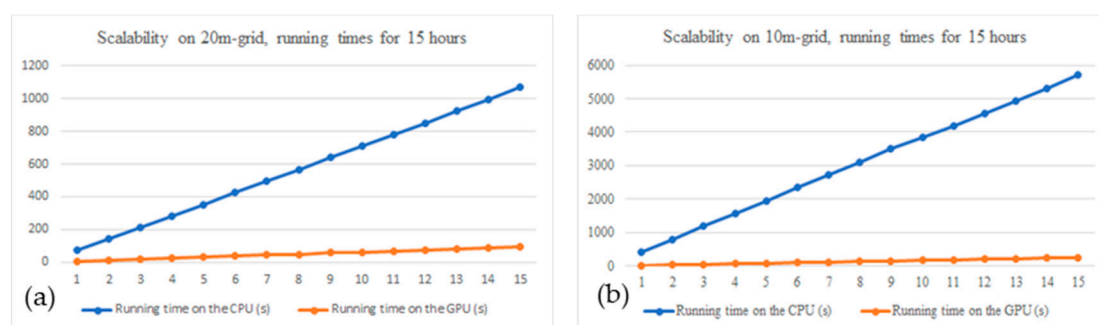 Scalability on 20m-grid, running times for 15 hours
1200
1000
800
600
400
200
0
1 2 3 4 5 6 7 8 9 10 11 12 13 14 15
(a)
Running time on the CPU (s) Running time on the GPU (s)
Scalability on 10m-grid, running times for 15 hours
6000
5000
4000
3000
2000
1000
0
1 2 3 4 5 6 7 8 9 10 11 12 13 14 15
(b)
Running time on the CPU (s) Running time on the GPU (s)